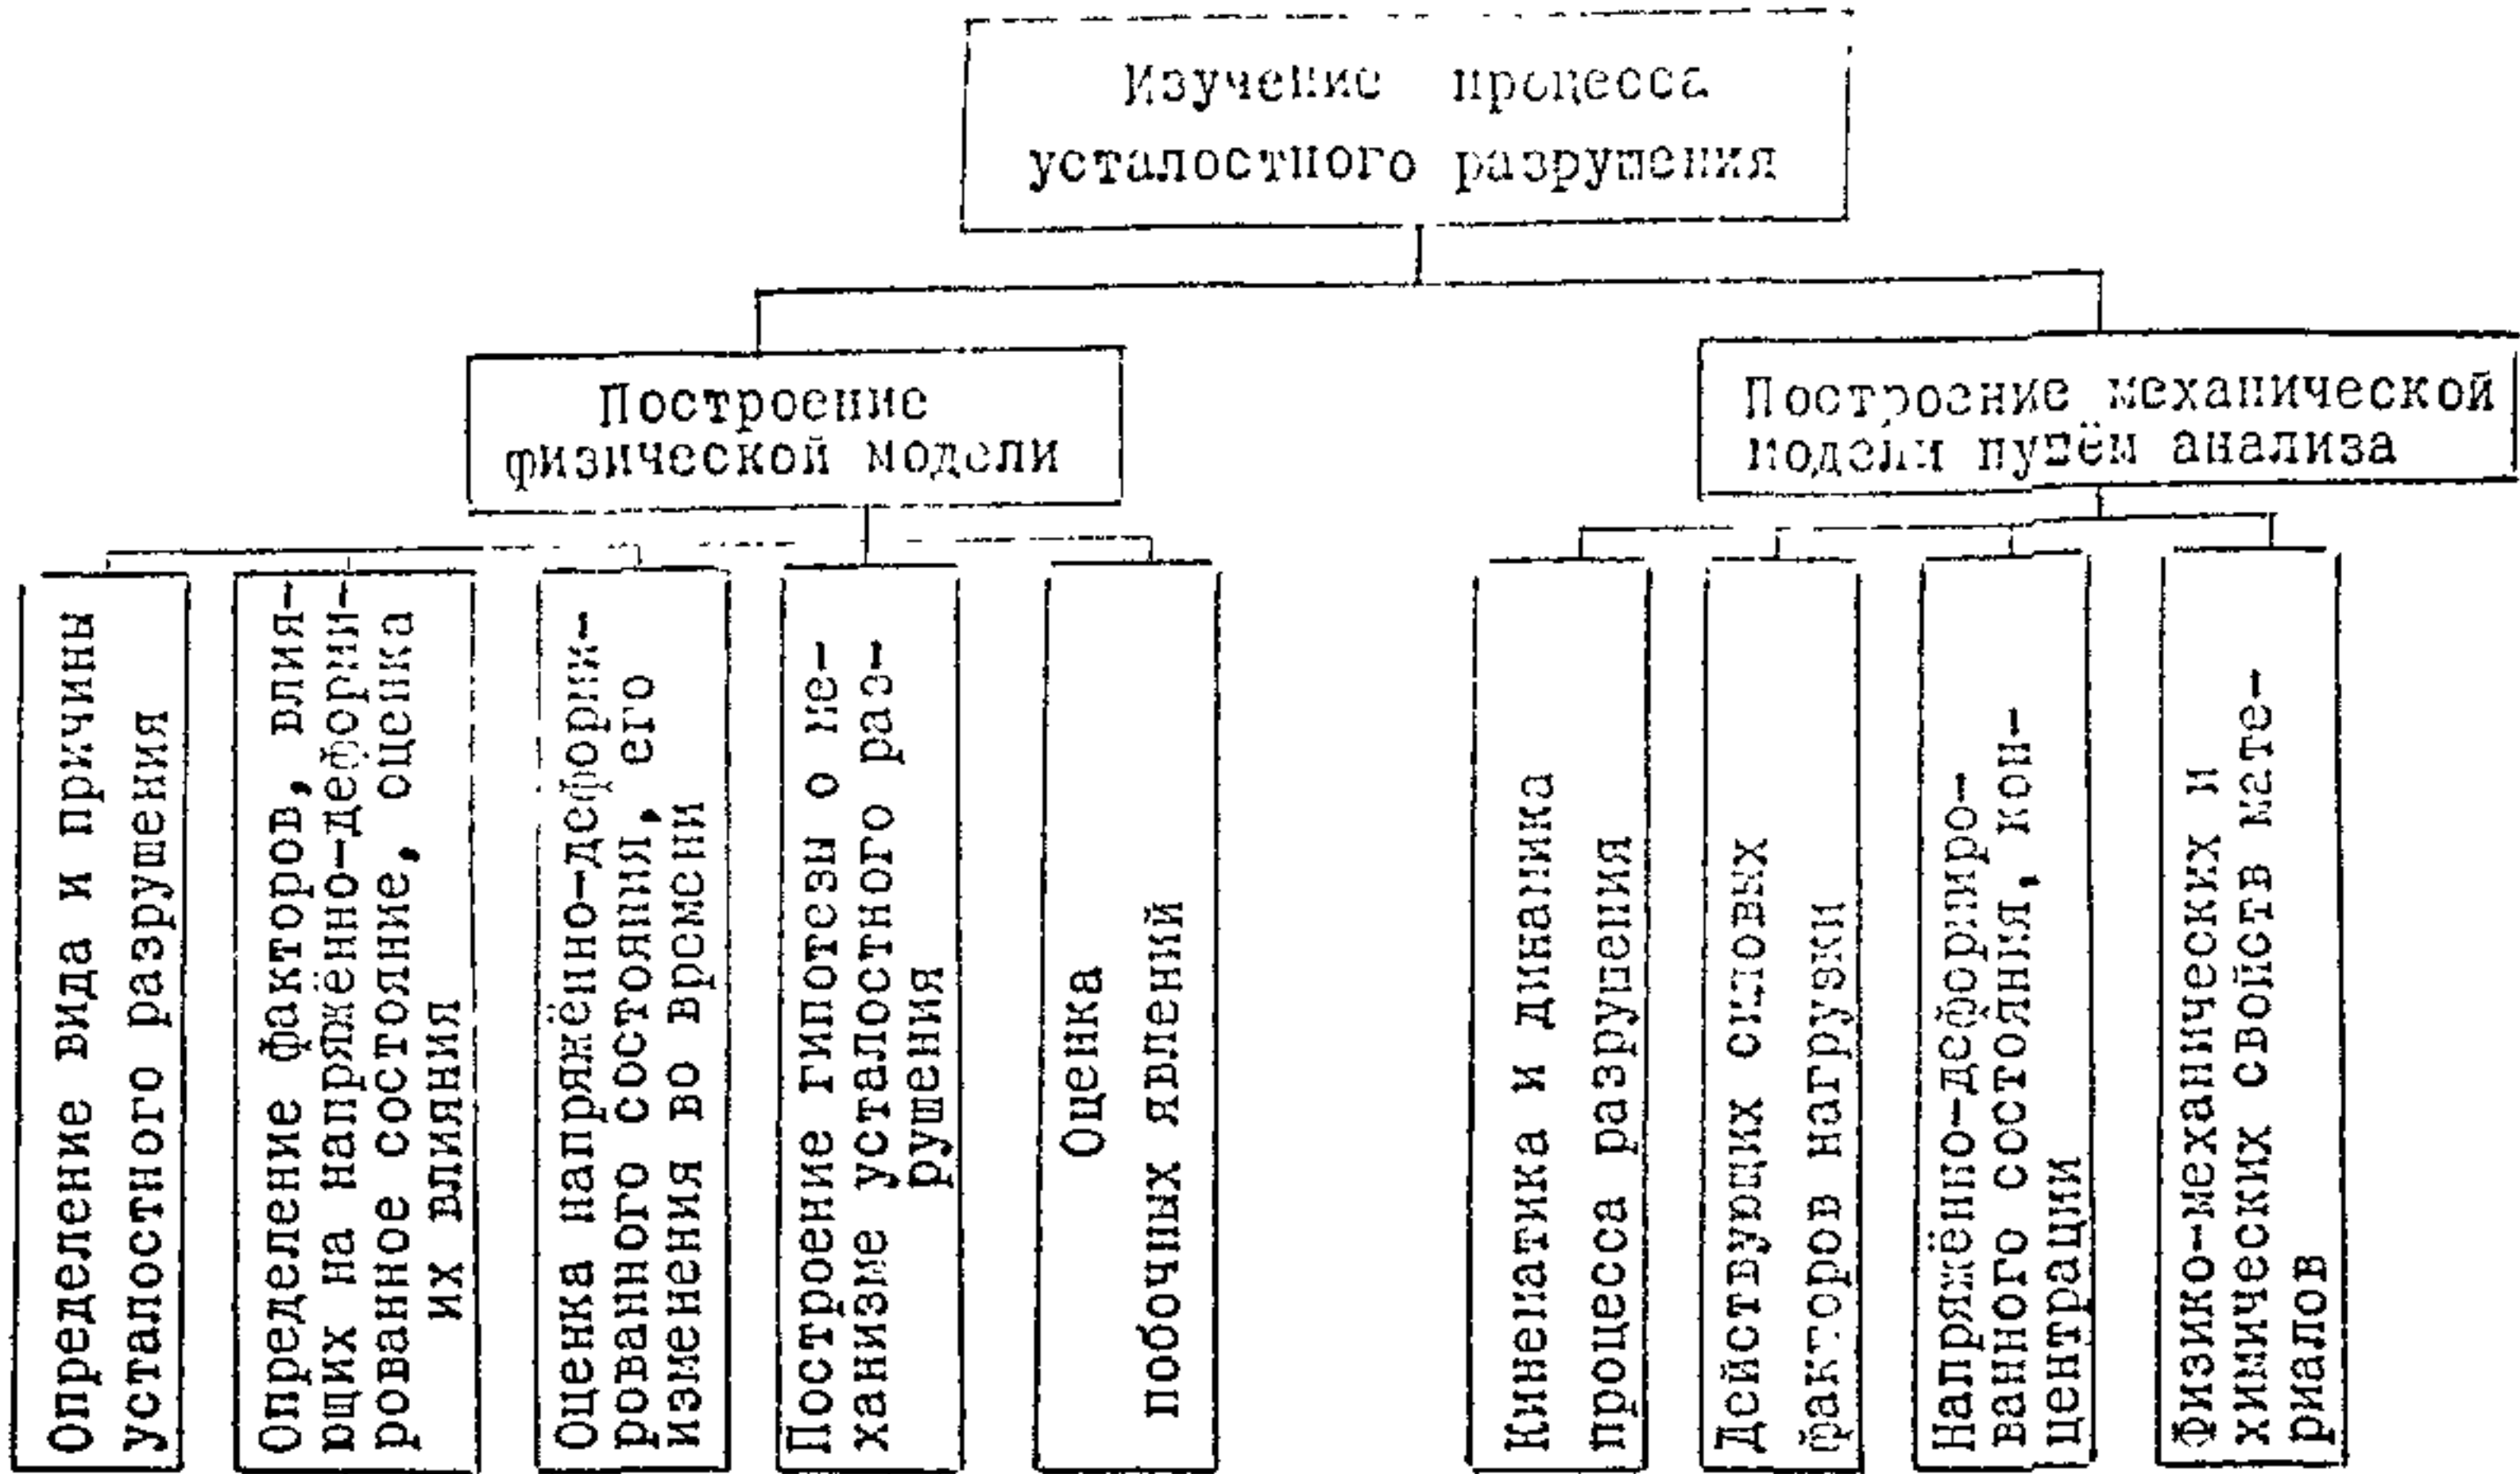 Изучение процесса
усталостного разрушения
Построение
физической модели
Построение механической
модели путём анализа
Определение вида и причины
усталостного разрушения
Определение факторов, влия-
ющих на напряжённо-деформи-
рованное состояние, оценка
их влияния
Оценка напряжённо-деформи-
рованного состояния, его
изменения во времени
Построение гипотезы о ме-
ханизме усталостного раз-
рушения
Оценка
побочных явлений
Кинематика и динамика
процесса разрушения
Действующих силовых
факторов нагрузки
Напряжённо-деформиро-
ванного состояния, кон-
центрации
Физико-механических и
химических свойств мате-
риалов